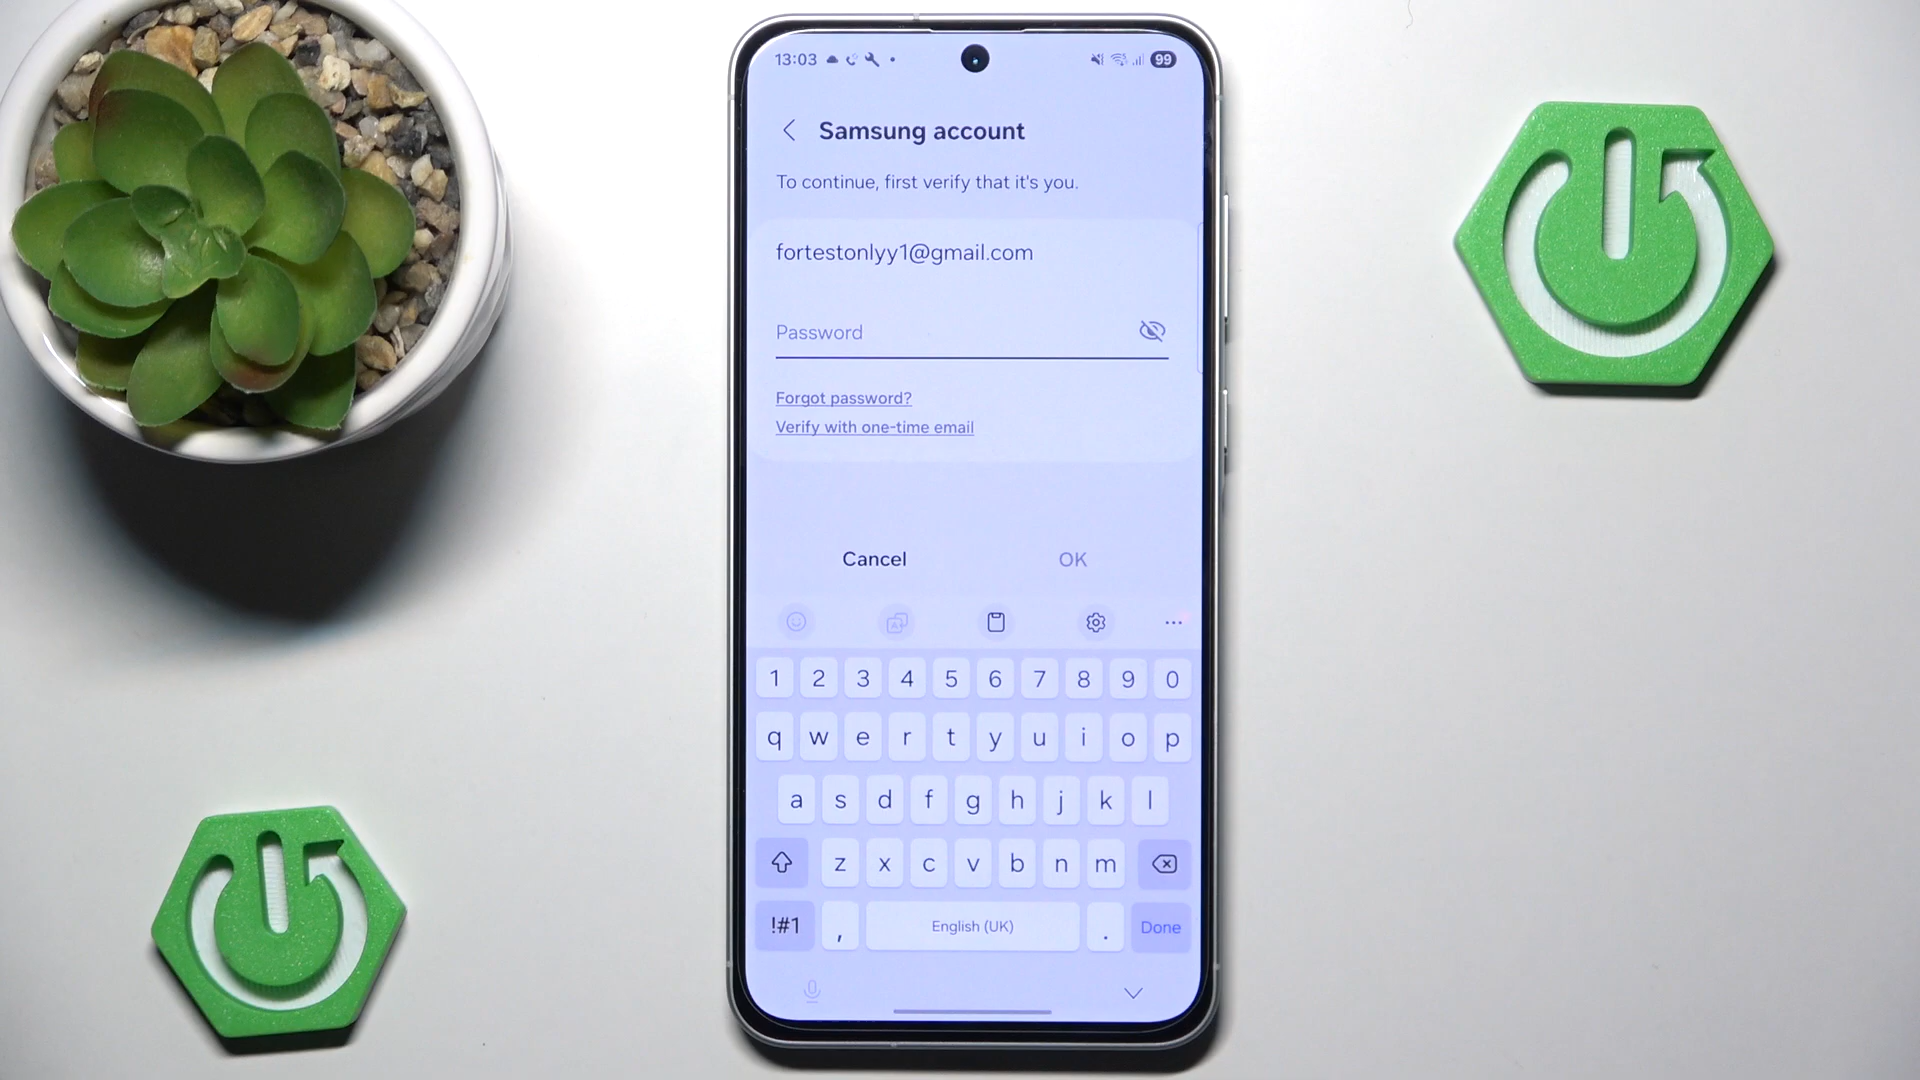 13:03 99
Samsung account
To continue, first verify that it's you.
fortestonlyy1@gmail.com
Password
Forgot password?
Verify with one-time email
Cancel OK
1 2 3 4 5 6 7 8 9 0
q w e r t y u i o p
a s d f g h j k l
z x c v b n m
!#1 , English (UK) . Done